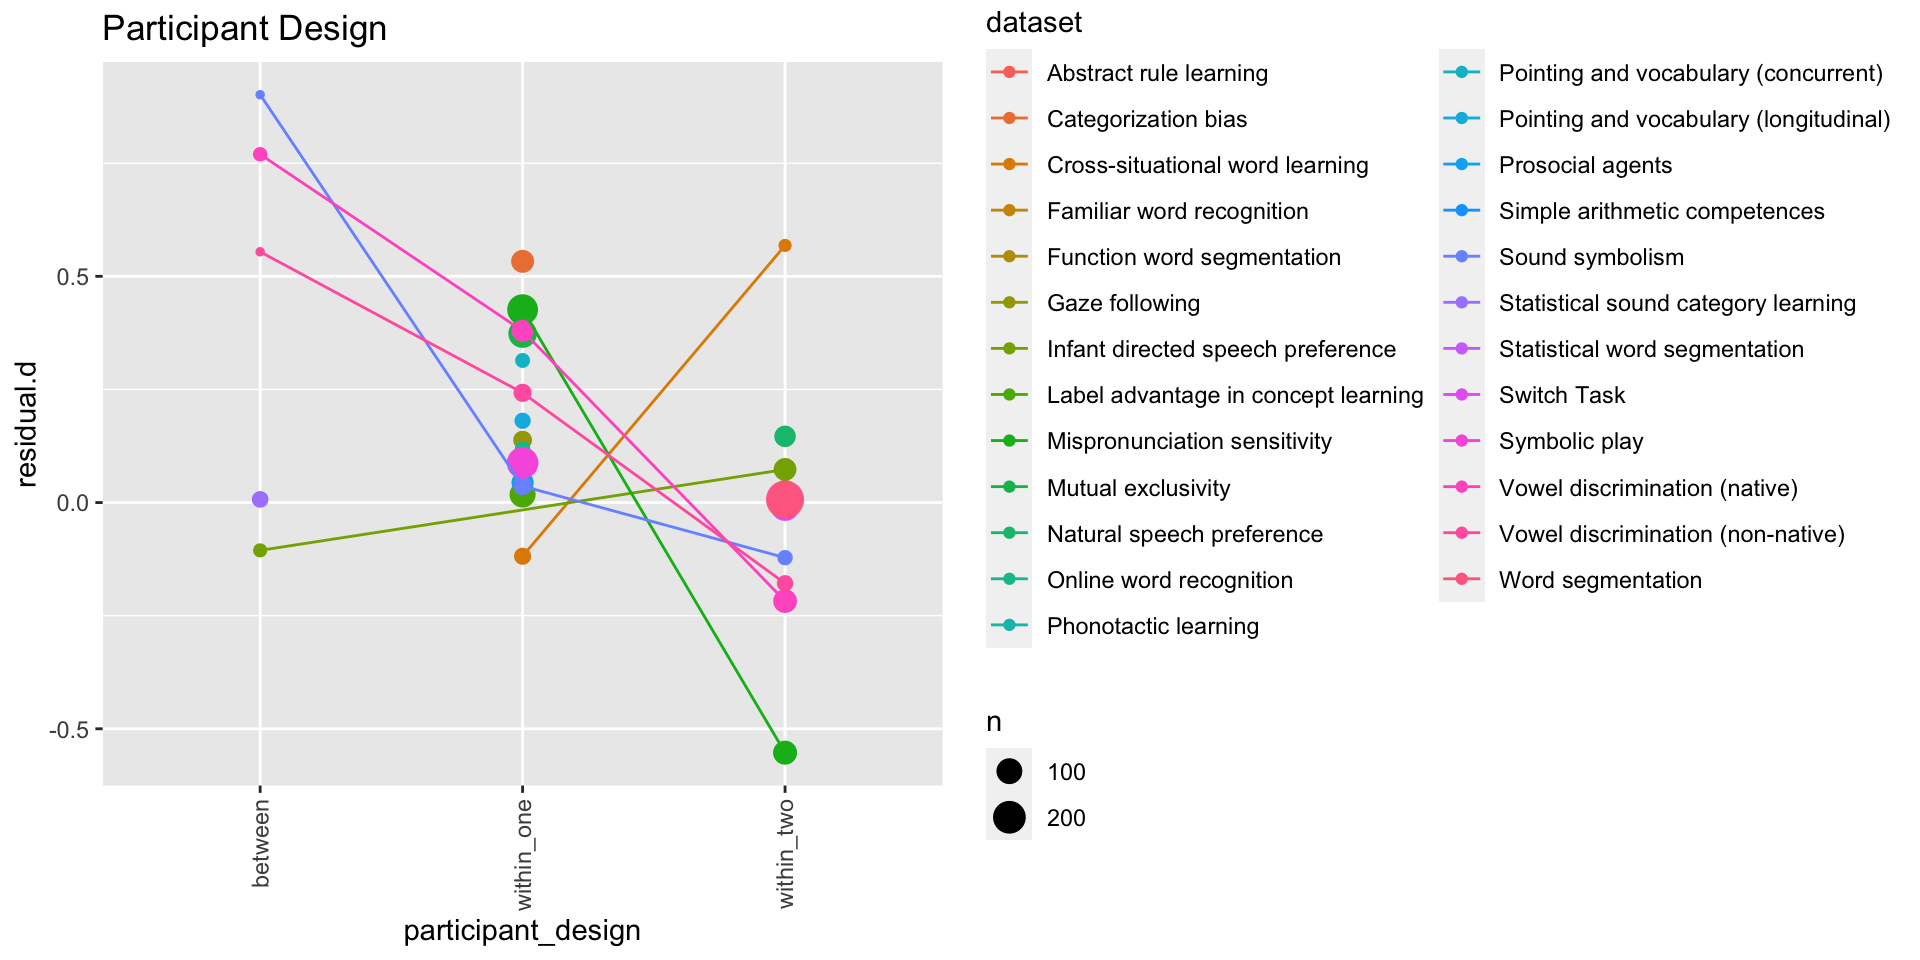 Participant Design
residual.d
0.5
0.0
-0.5
between
within_one
within_two
participant_design
dataset
Abstract rule learning
Categorization bias
Cross-situational word learning
Familiar word recognition
Function word segmentation
Gaze following
Infant directed speech preference
Label advantage in concept learning
Mispronunciation sensitivity
Mutual exclusivity
Natural speech preference
Online word recognition
Phonotactic learning
Pointing and vocabulary (concurrent)
Pointing and vocabulary (longitudinal)
Prosocial agents
Simple arithmetic competences
Sound symbolism
Statistical sound category learning
Statistical word segmentation
Switch Task
Symbolic play
Vowel discrimination (native)
Vowel discrimination (non-native)
Word segmentation
n
100
200